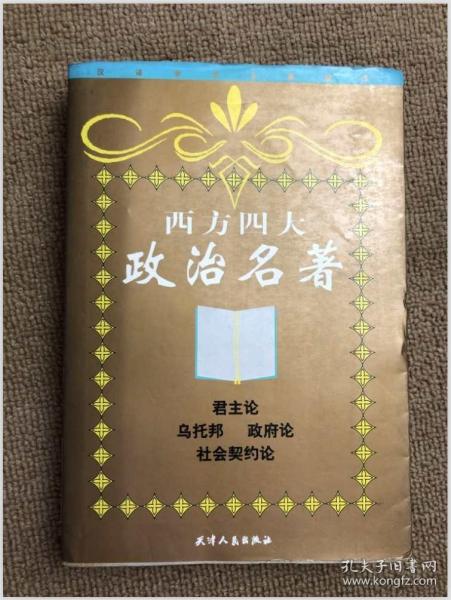 西方四大
政治名著
君主论
乌托邦 政府论
社会契约论
天津人民出版社
孔夫子旧书网
www.kongfz.com